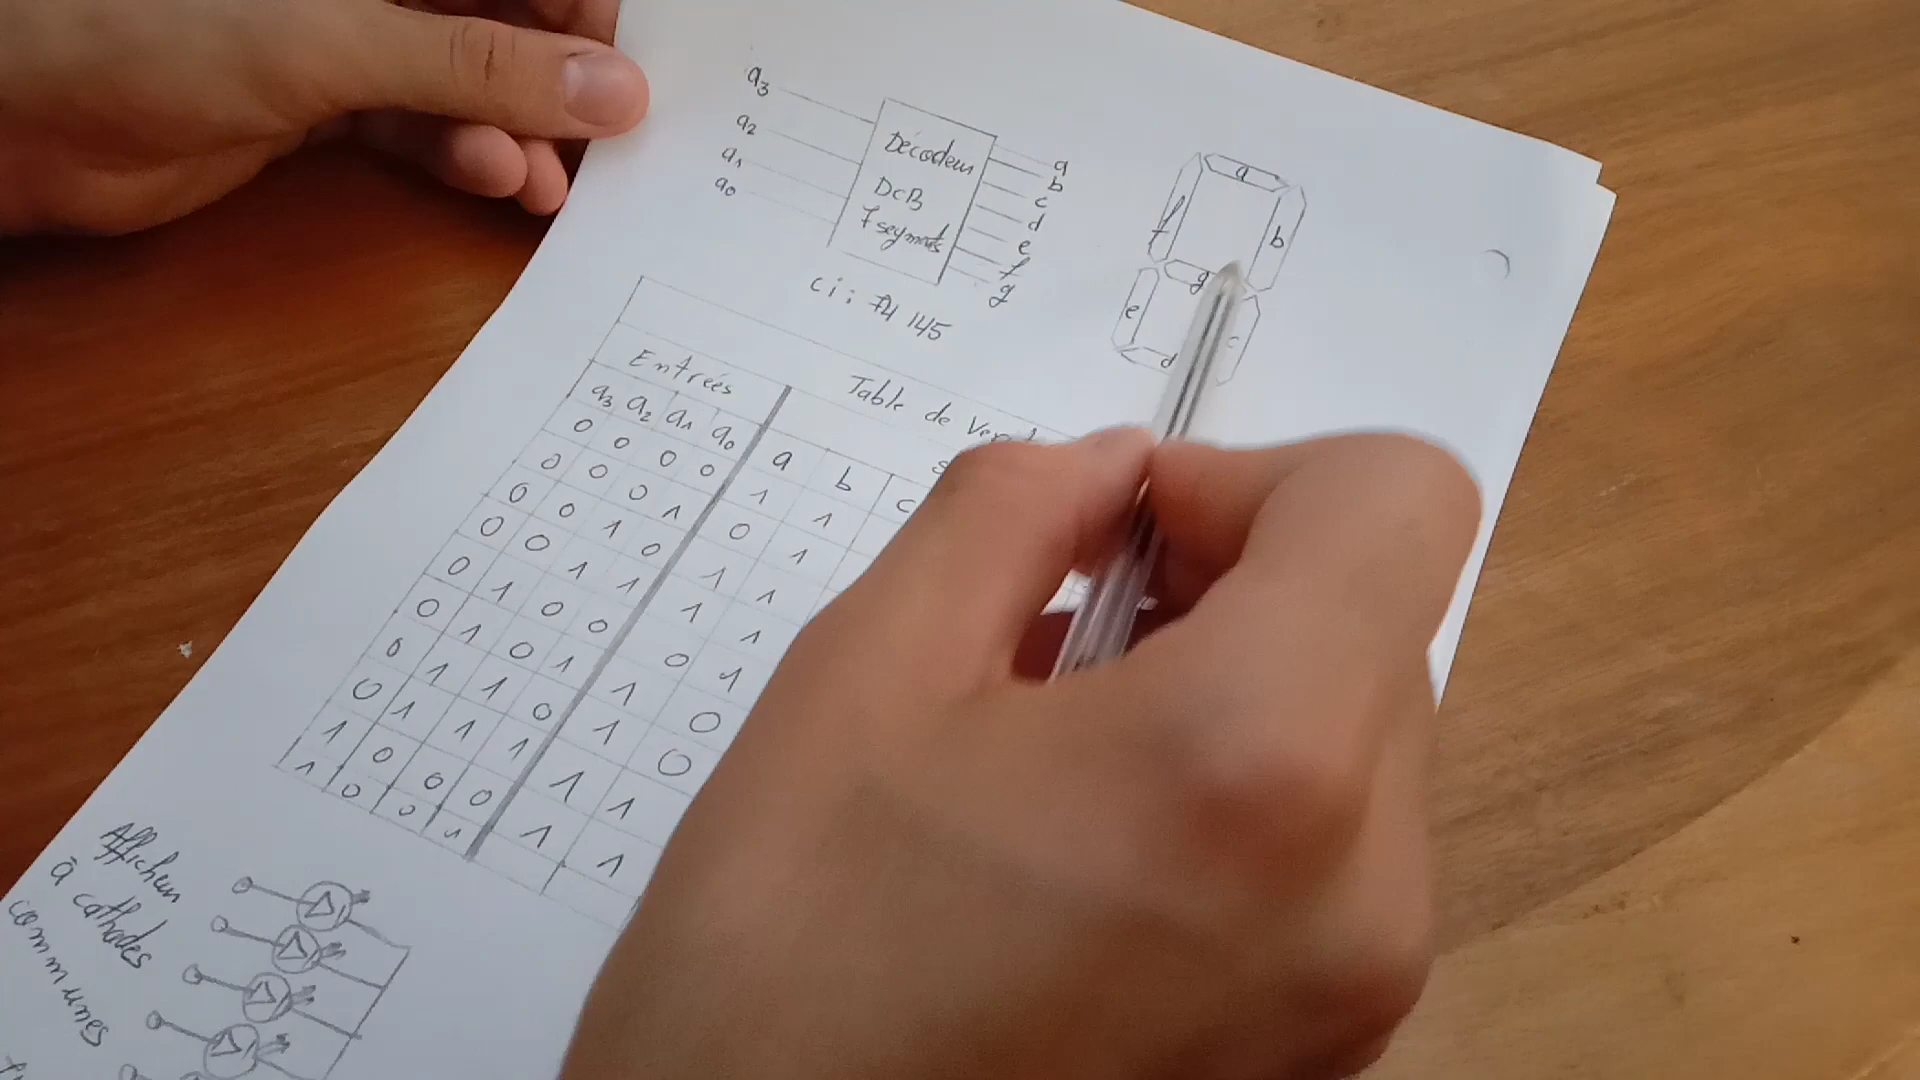 a3
a2
a1
a0
Décodeur
DCB
7 segments
a
b
c
d
e
f
g
ci: 74 145
a
b
c
d
e
f
g
Table de
Entrées
a3 a2 a1 a0 a b c
0 0 0 0 1 1
0 0 0 1 0 1
0 0 1 0 1 1
0 0 1 1 1 1
0 1 0 0 0 1
0 1 0 1 1 0
0 1 1 0 1 0
0 1 1 1 1 1
1 0 0 0 1 1
1 0 0 1
Afficheur
à cathodes
communes